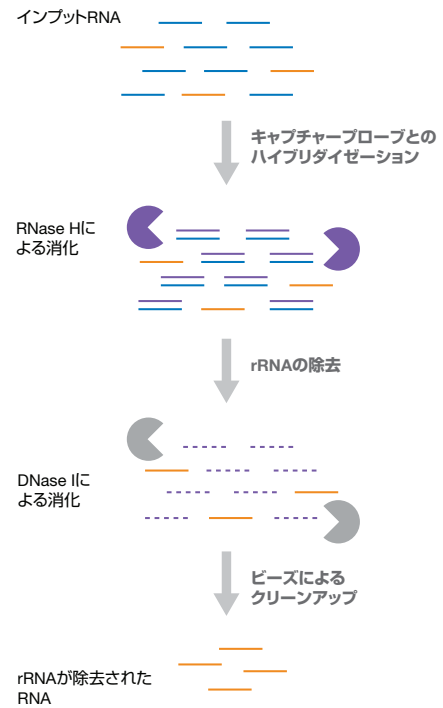 インプットRNA
キャプチャープローブとの
ハイブリダイゼーション
RNase Hに
よる消化
rRNAの除去
DNase Iに
よる消化
ビーズによる
クリーンアップ
rRNAが除去された
RNA